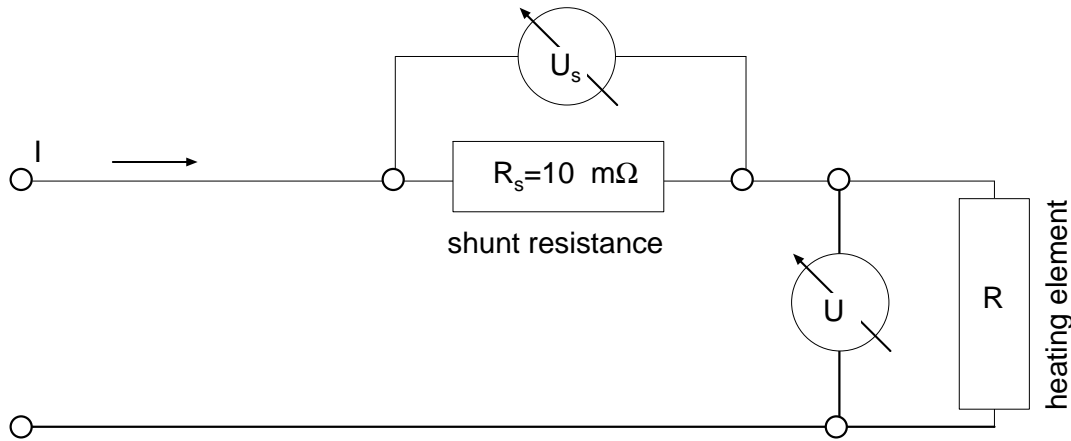 Uₛ
I
Rₛ=10 mΩ
shunt resistance
U
R
heating element